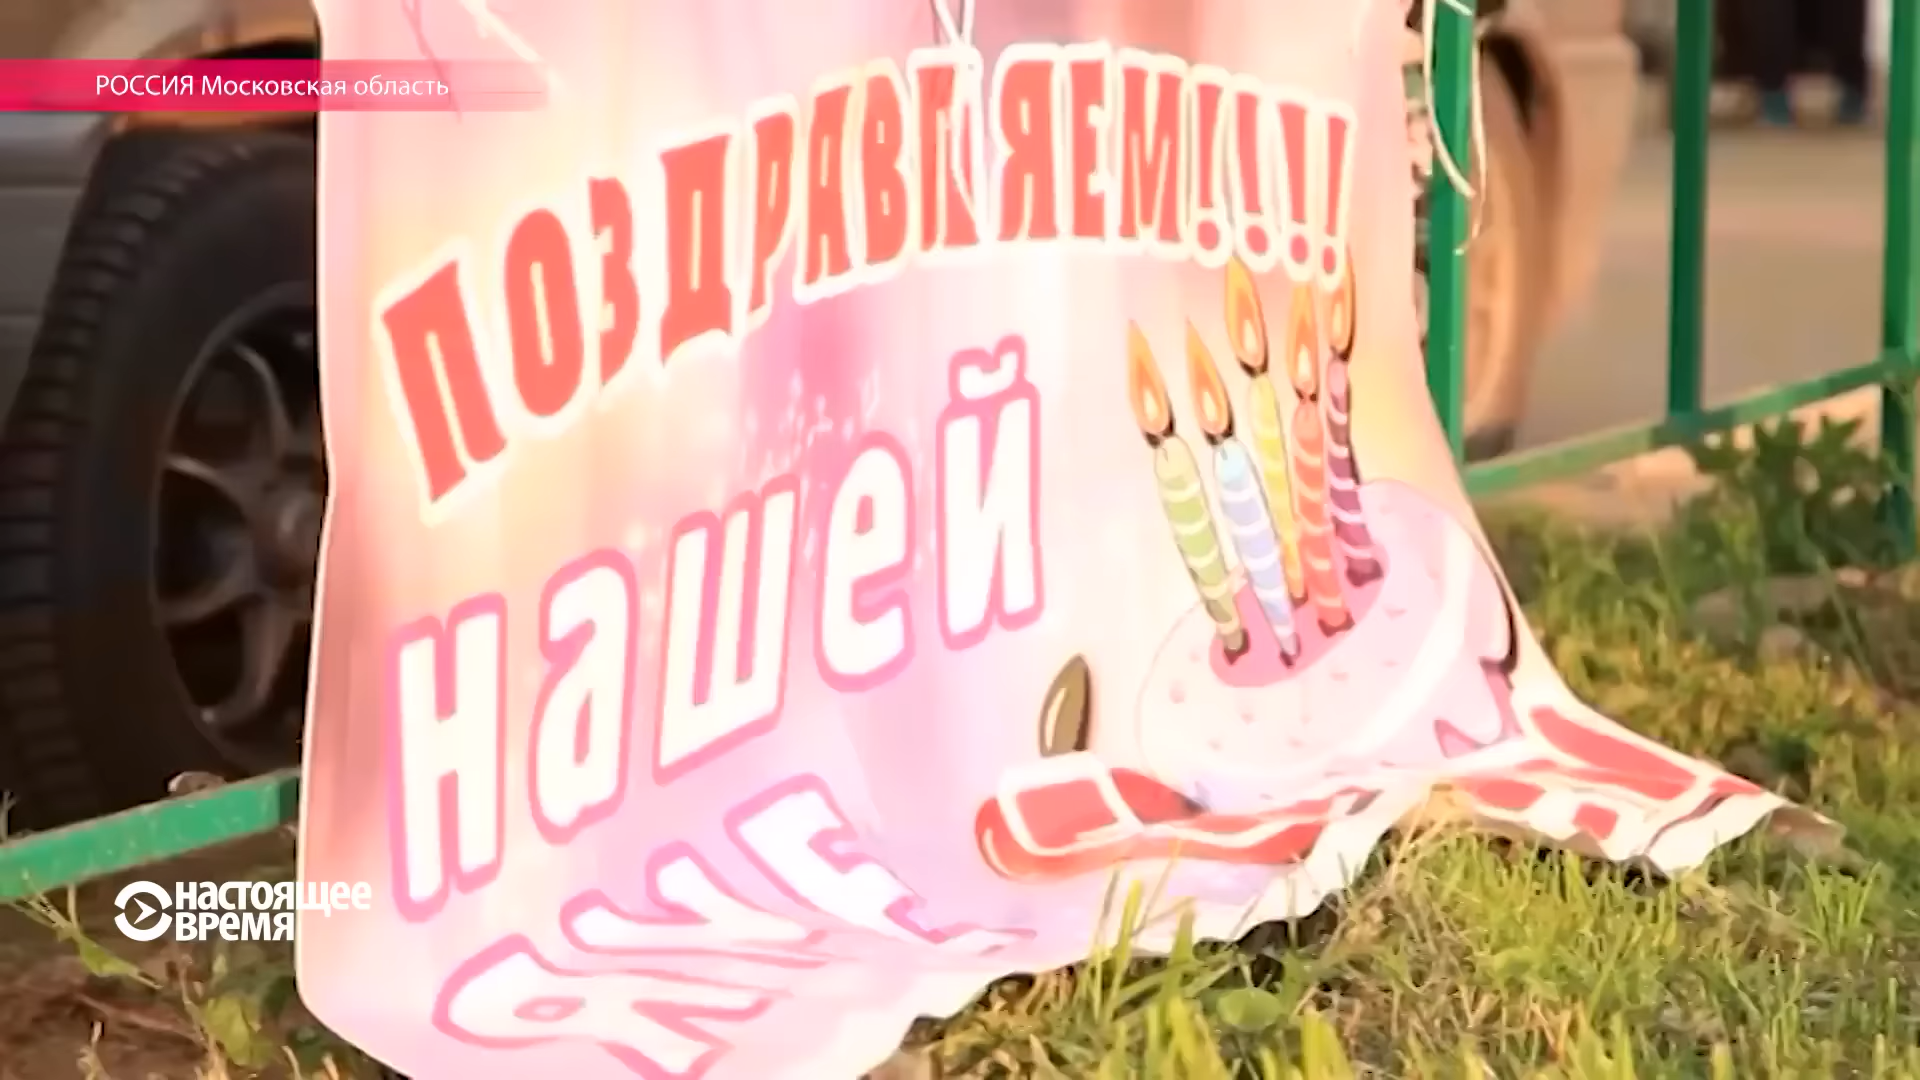 РОССИЯ Московская область
ПОЗДРАВЛЯЕМ!!!!
нашей
НАСТОЯЩЕЕ
ВРЕМЯ